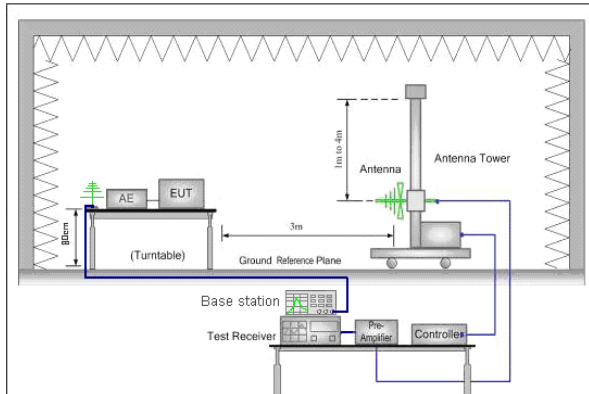 1m to 4m
Antenna
Antenna Tower
AE
EUT
80cm
3m
(Turntable)
Ground Reference Plane
Base station
Test Receiver
Pre-
Amplifier
Controller